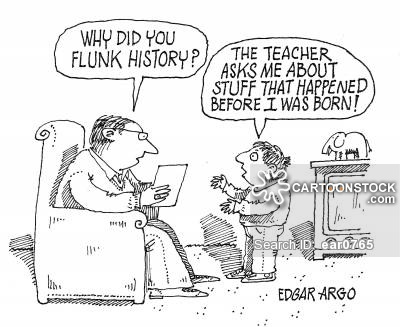 WHY DID YOU
FLUNK HISTORY?
THE TEACHER
ASKS ME ABOUT
STUFF THAT HAPPENED
BEFORE I WAS BORN!
CARTOONSTOCK
.com
Search ID: ear0765
EDGAR ARGO